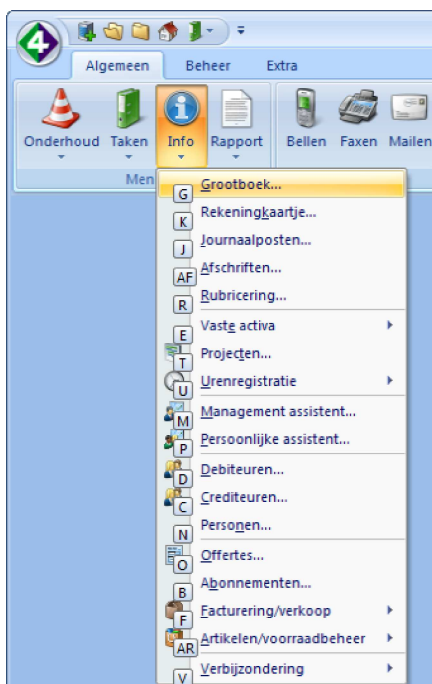 4
Algemeen Beheer Extra
Onderhoud Taken Info Rapport Bellen Faxen Mailen
Men
G Grootboek...
K Rekeningkaartje...
J Journaalposten...
AF Afschriften...
R Rubricering...
E Vaste activa
T Projecten...
U Urenregistratie
M Management assistent...
P Persoonlijke assistent...
D Debiteuren...
C Crediteuren...
N Personen...
O Offertes...
B Abonnementen...
F Facturering/verkoop
AR Artikelen/voorraadbeheer
V Verbijzondering